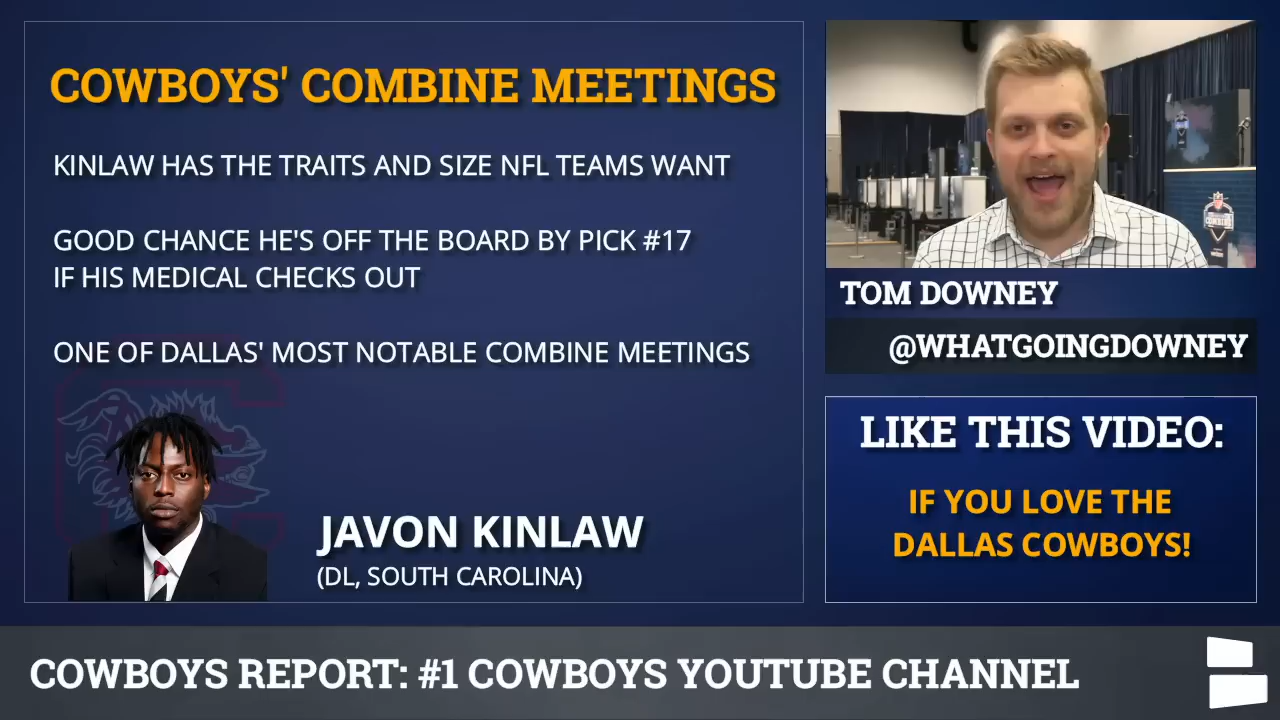 COWBOYS' COMBINE MEETINGS
KINLAW HAS THE TRAITS AND SIZE NFL TEAMS WANT
GOOD CHANCE HE'S OFF THE BOARD BY PICK #17
IF HIS MEDICAL CHECKS OUT
ONE OF DALLAS' MOST NOTABLE COMBINE MEETINGS
JAVON KINLAW
(DL, SOUTH CAROLINA)
TOM DOWNEY
@WHATGOINGDOWNEY
LIKE THIS VIDEO:
IF YOU LOVE THE
DALLAS COWBOYS!
COWBOYS REPORT: #1 COWBOYS YOUTUBE CHANNEL